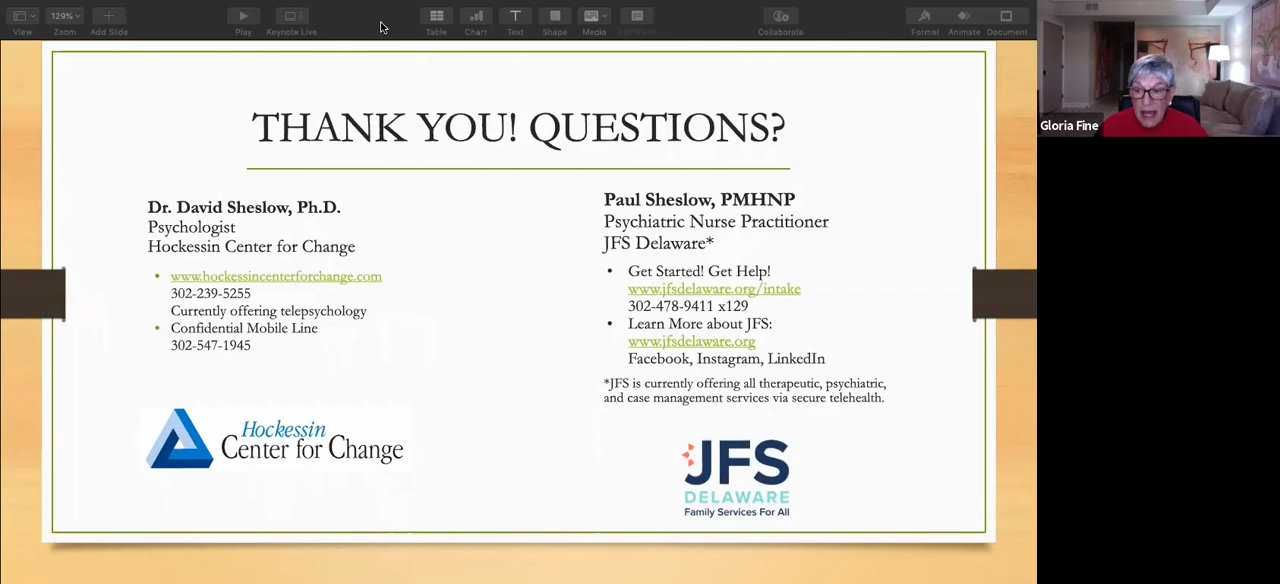 129%
View
Zoom
Add Slide
Play
Keynote Live
Table
Chart
Text
Shape
Media
Comment
Collaborate
Format
Animate
Document
Gloria Fine
THANK YOU! QUESTIONS?
Dr. David Sheslow, Ph.D.
Psychologist
Hockessin Center for Change
• www.hockessincenterforchange.com
302-239-5255
Currently offering telepsychology
• Confidential Mobile Line
302-547-1945
Hockessin
Center for Change
Paul Sheslow, PMHNP
Psychiatric Nurse Practitioner
JFS Delaware*
• Get Started! Get Help!
www.jfsdelaware.org/intake
302-478-9411 x129
• Learn More about JFS:
www.jfsdelaware.org
Facebook, Instagram, LinkedIn
*JFS is currently offering all therapeutic, psychiatric,
and case management services via secure telehealth.
JFS
DELAWARE
Family Services For All